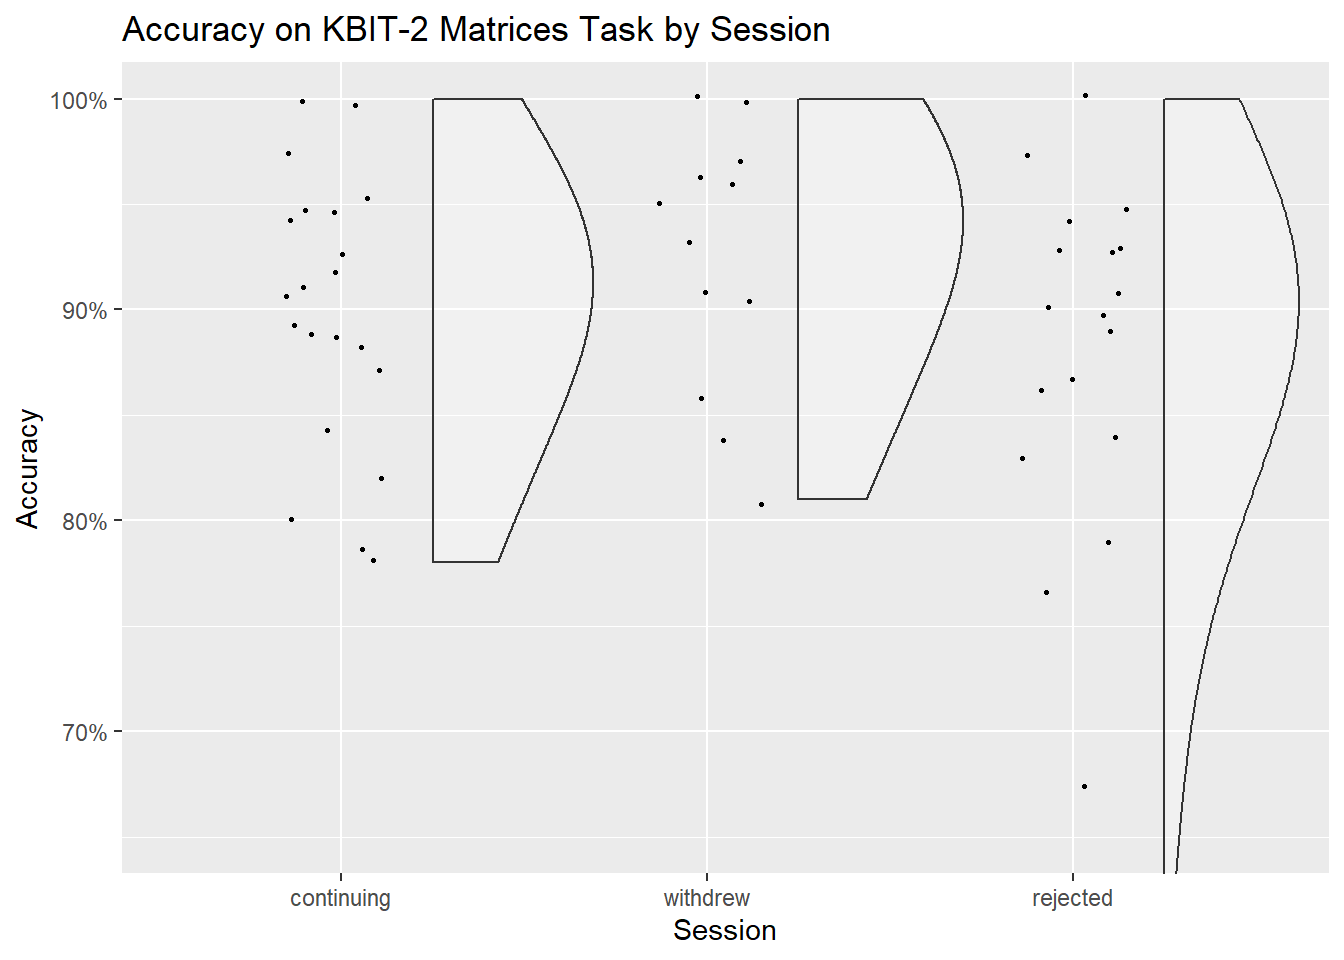 Accuracy on KBIT-2 Matrices Task by Session
100%
90%
80%
70%
Accuracy
continuing
withdrew
rejected
Session